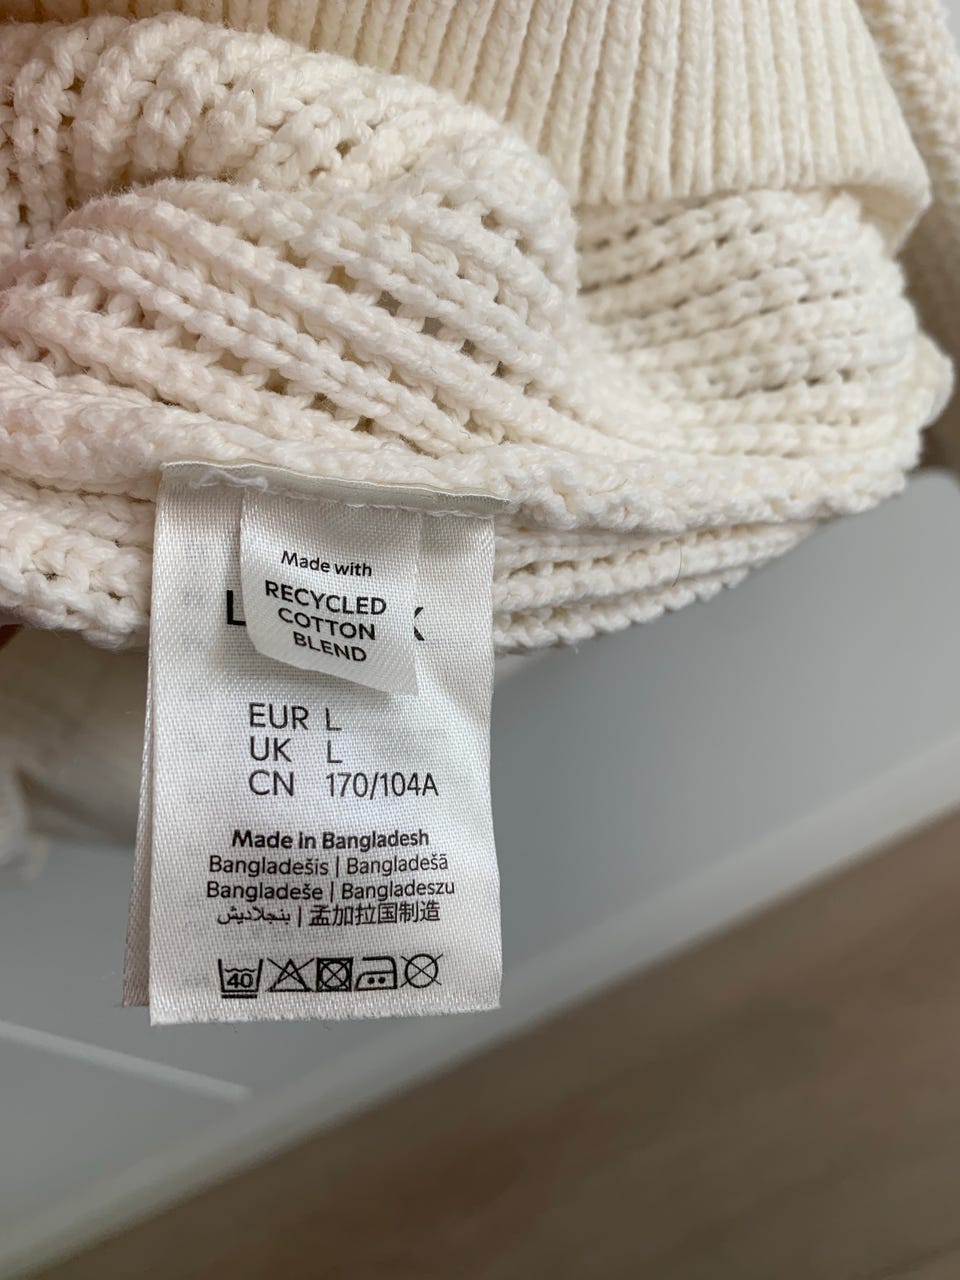 Made with
RECYCLED
COTTON
BLEND
EUR L
UK L
CN 170/104A
Made in Bangladesh
Bangladešis | Bangladešā
Bangladeše | Bangladeszu
بنجلاديش | 孟加拉国制造
40